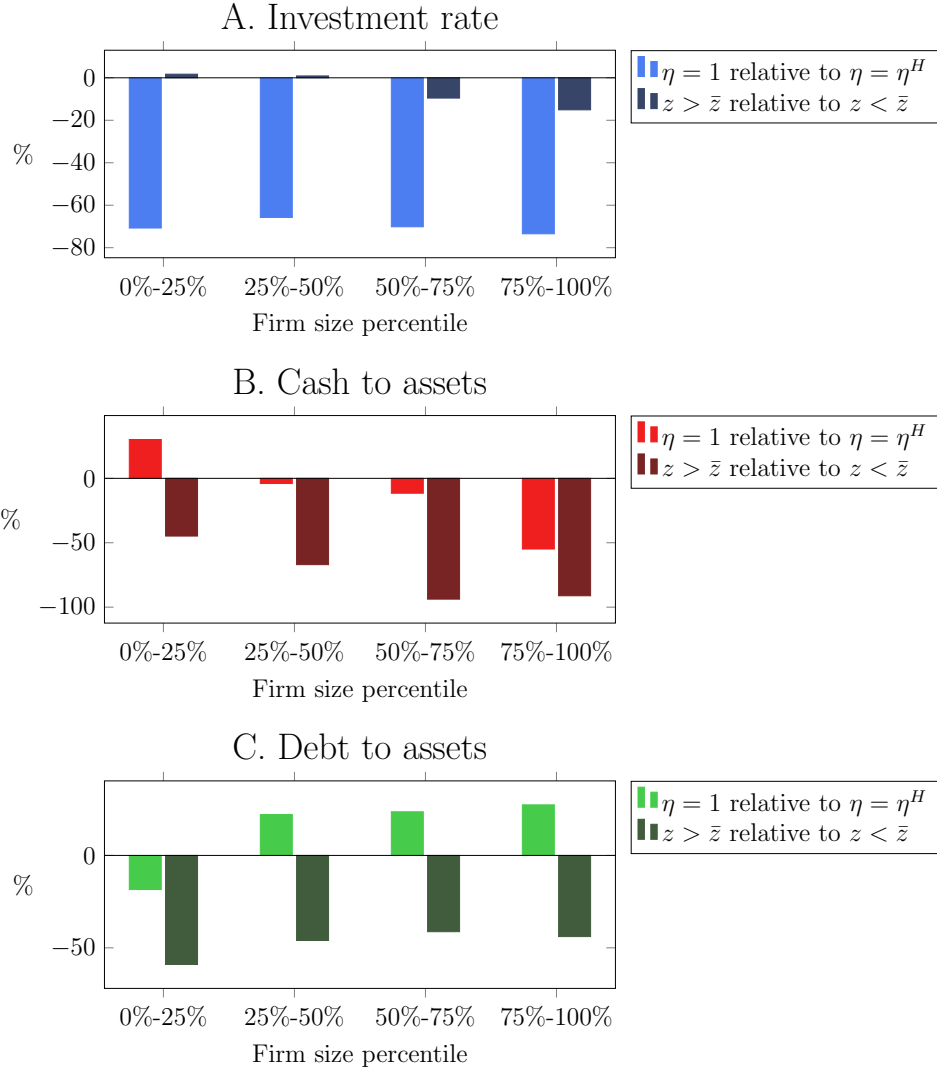 A. Investment rate
0
−20
−40
−60
−80
%
0%-25% 25%-50% 50%-75% 75%-100%
Firm size percentile
η = 1 relative to η = η^H
z > z̄ relative to z < z̄
B. Cash to assets
0
−50
−100
%
0%-25% 25%-50% 50%-75% 75%-100%
Firm size percentile
η = 1 relative to η = η^H
z > z̄ relative to z < z̄
C. Debt to assets
0
−50
%
0%-25% 25%-50% 50%-75% 75%-100%
Firm size percentile
η = 1 relative to η = η^H
z > z̄ relative to z < z̄